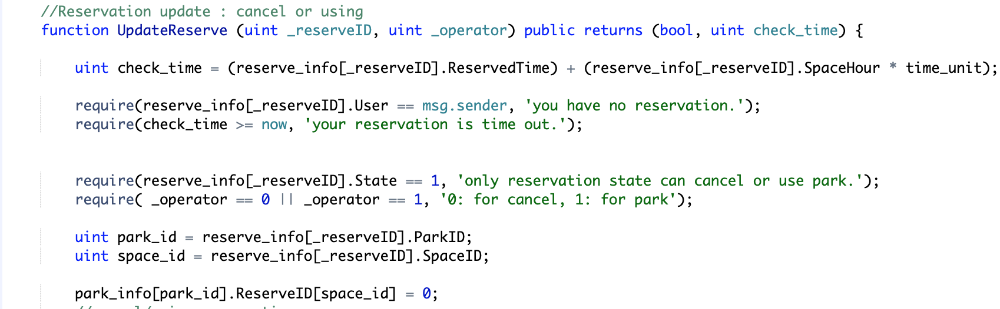 //Reservation update : cancel or using
function UpdateReserve (uint _reserveID, uint _operator) public returns (bool, uint check_time) {
uint check_time = (reserve_info[_reserveID].ReservedTime) + (reserve_info[_reserveID].SpaceHour * time_unit);
require(reserve_info[_reserveID].User == msg.sender, 'you have no reservation.');
require(check_time >= now, 'your reservation is time out.');
require(reserve_info[_reserveID].State == 1, 'only reservation state can cancel or use park.');
require( _operator == 0 || _operator == 1, '0: for cancel, 1: for park');
uint park_id = reserve_info[_reserveID].ParkID;
uint space_id = reserve_info[_reserveID].SpaceID;
park_info[park_id].ReserveID[space_id] = 0;